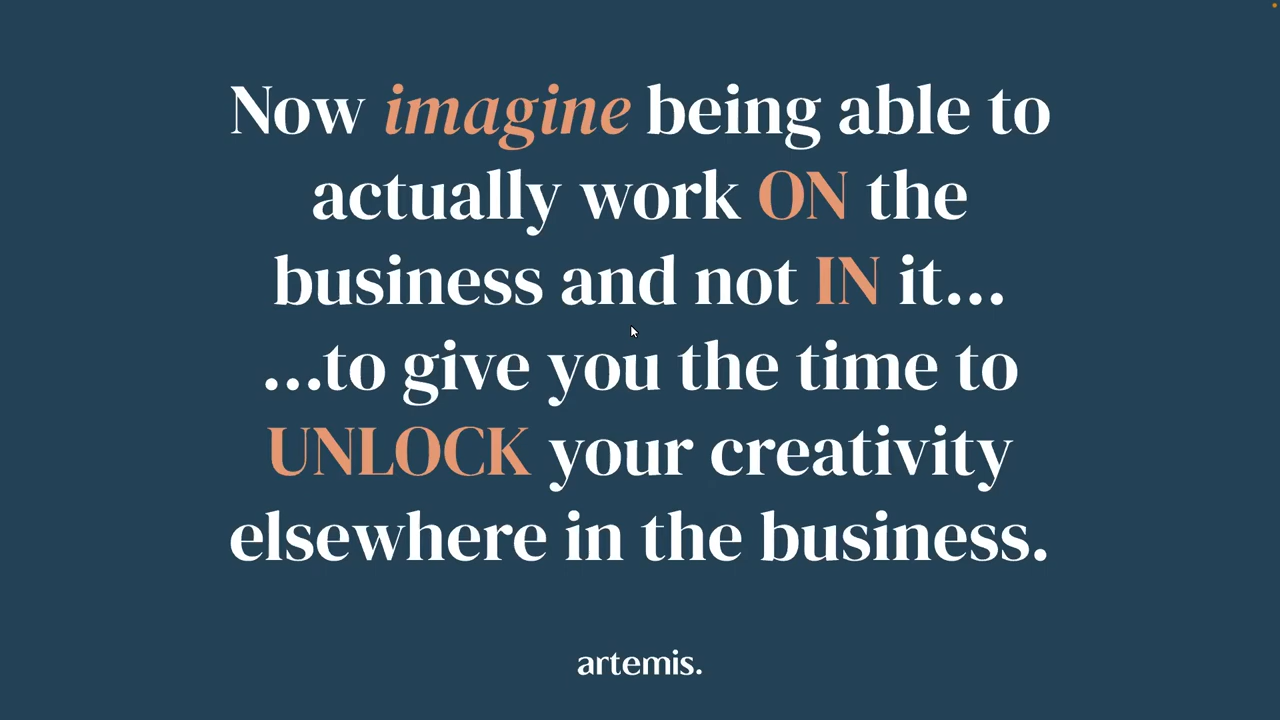 Now imagine being able to
actually work ON the
business and not IN it...
...to give you the time to
UNLOCK your creativity
elsewhere in the business.
artemis.